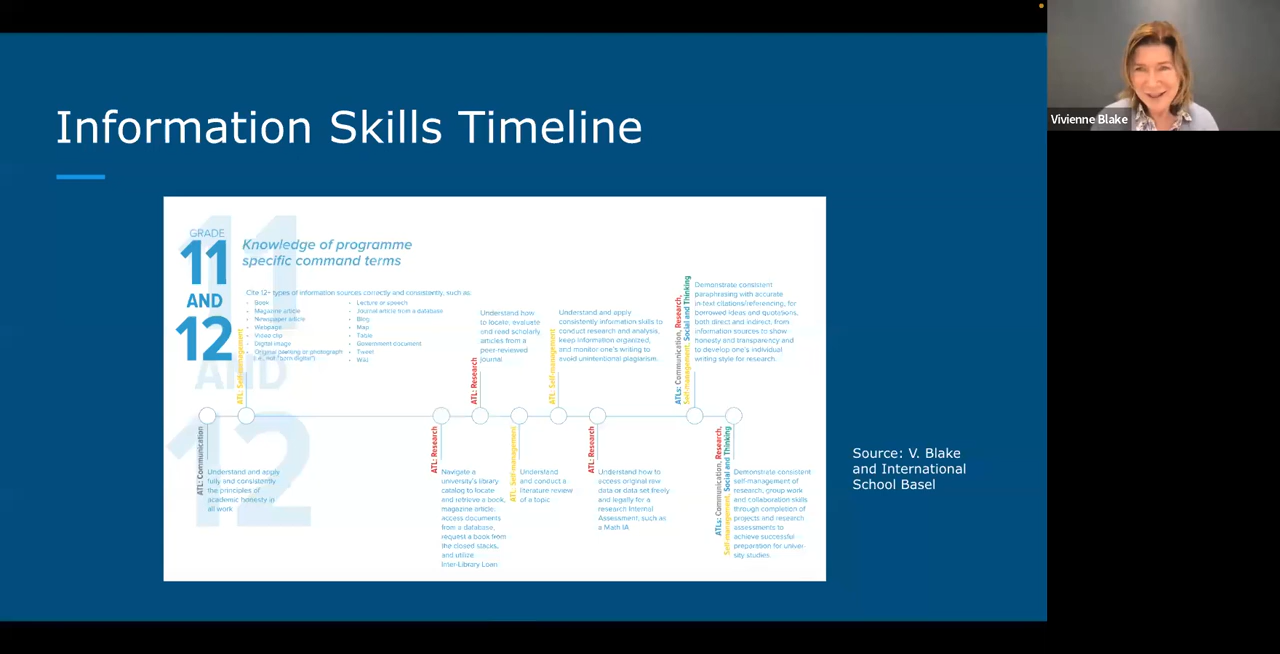 Information Skills Timeline
Vivienne Blake
GRADE
11
AND
12
Knowledge of programme
specific command terms
Cite 12+ types of information sources correctly and consistently, such as:
• Book
• Magazine article
• Newspaper article
• Webpage
• Video clip
• Digital image
• Original painting or photograph
(i.e., not "born digital")
• Lecture or speech
• Journal article from a database
• Blog
• Map
• Table
• Government document
• Tweet
• Wiki
ATL: Self-management
Understand how
to locate, evaluate
and read scholarly
articles from a
peer-reviewed
journal
ATL: Research
Understand and apply
consistently information skills to
conduct research and analysis,
keep information organized,
and monitor one's writing to
avoid unintentional plagiarism.
ATL: Self-management
Demonstrate consistent
paraphrasing with accurate
in-text citations/referencing, for
borrowed ideas and quotations,
both direct and indirect, from
information sources to show
honesty and transparency and
to develop one's individual
writing style for research.
ATLs: Communication, Research,
Self-management, Social and Thinking
ATL: Communication
Understand and apply
fully and consistently
the principles of
academic honesty in
all work
ATL: Research
Navigate a
university's library
catalog to locate
and retrieve a book,
magazine article,
access documents
from a database,
request a book from
the closed stacks,
and utilize
Inter-Library Loan
ATL: Self-management
Understand
and conduct a
literature review
of a topic
ATL: Research
Understand how to
access original raw
data or data set freely
and legally for a
research Internal
Assessment, such as
a Math IA
ATLs: Communication, Research,
Self-management, Social and Thinking
Demonstrate consistent
self-management of
research, group work
and collaboration skills
through completion of
projects and research
assessments to
achieve successful
preparation for univer-
sity studies
Source: V. Blake
and International
School Basel